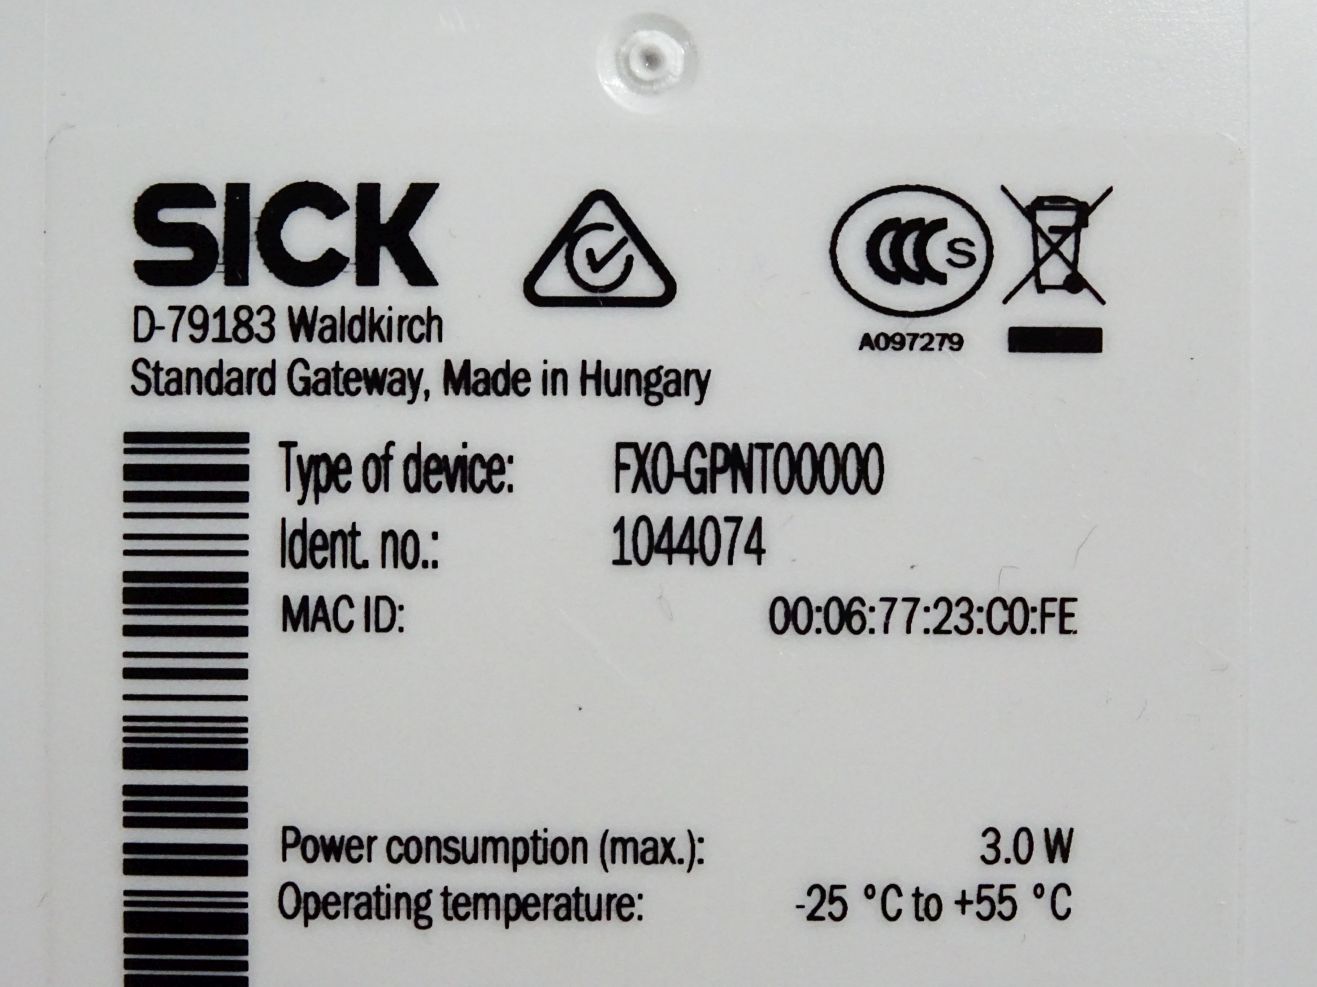 SICK
D-79183 Waldkirch
Standard Gateway, Made in Hungary
CCC S
A097279
Type of device: FX0-GPNT00000
Ident. no.: 1044074
MAC ID: 00:06:77:23:C0:FE
Power consumption (max.): 3.0 W
Operating temperature: -25 °C to +55 °C